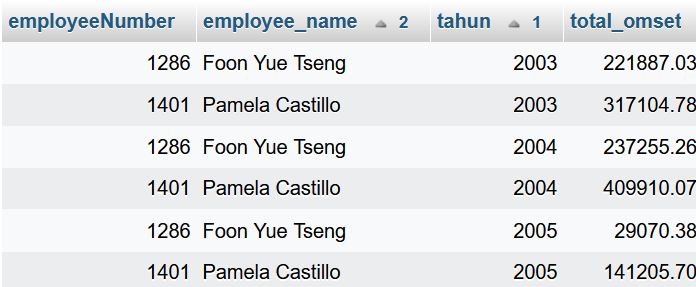 employeeNumber employee_name 2 tahun 1 total_omset
1286 Foon Yue Tseng 2003 221887.03
1401 Pamela Castillo 2003 317104.78
1286 Foon Yue Tseng 2004 237255.26
1401 Pamela Castillo 2004 409910.07
1286 Foon Yue Tseng 2005 29070.38
1401 Pamela Castillo 2005 141205.70